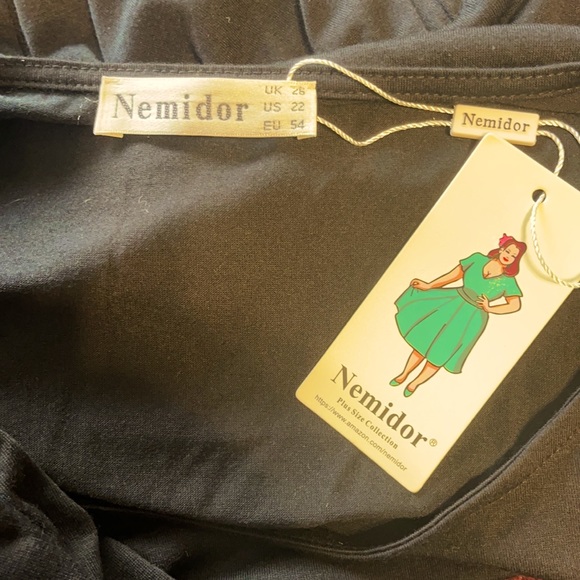 Nemidor
UK 26
US 22
EU 54
Nemidor
Nemidor®
Plus Size Collection
https://www.amazon.com/nemidor